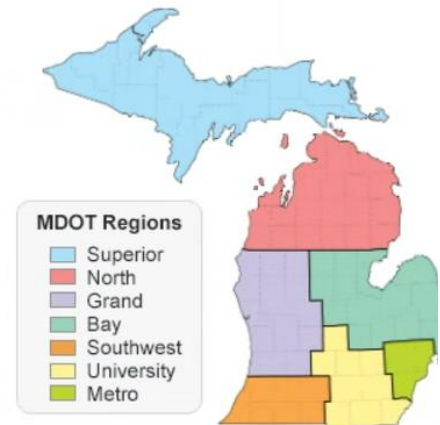 MDOT Regions
Superior
North
Grand
Bay
Southwest
University
Metro